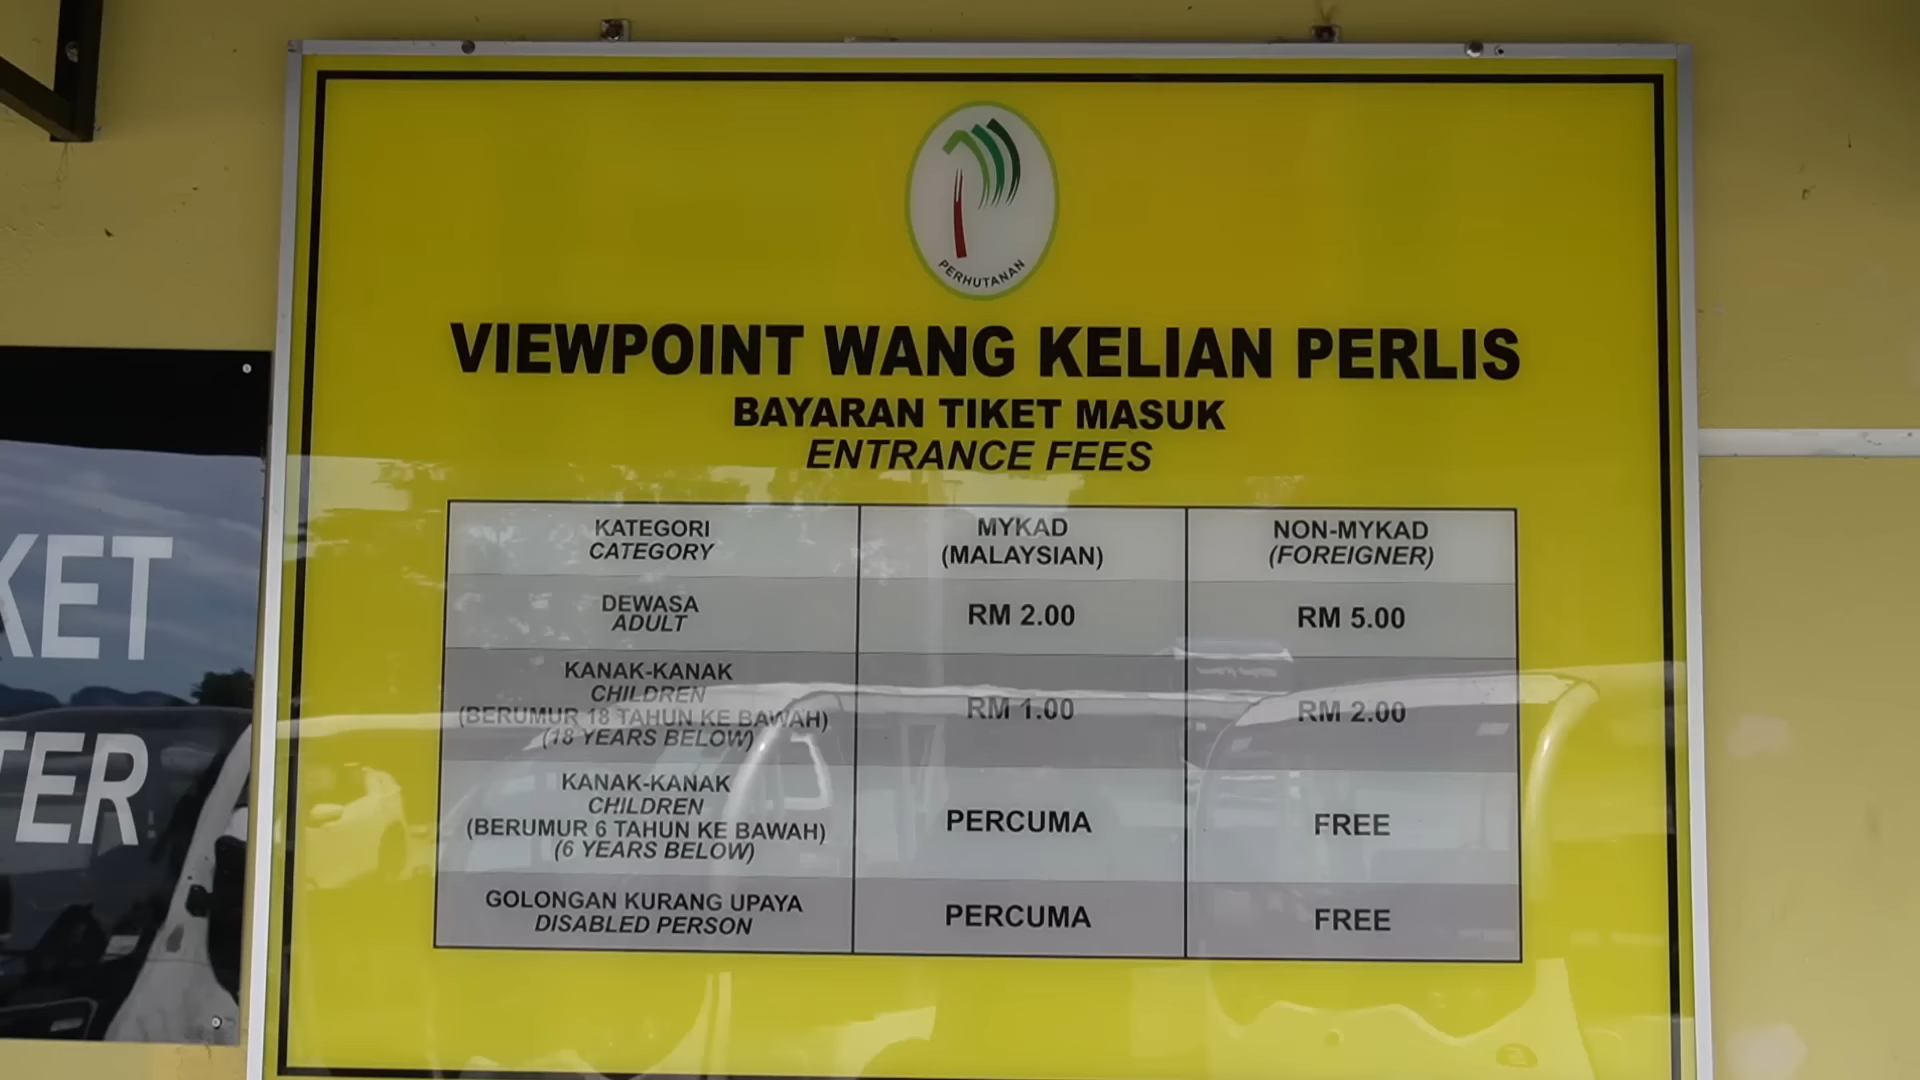 PERHUTANAN
VIEWPOINT WANG KELIAN PERLIS
BAYARAN TIKET MASUK
ENTRANCE FEES
KATEGORI
CATEGORY
MYKAD
(MALAYSIAN)
NON-MYKAD
(FOREIGNER)
DEWASA
ADULT
RM 2.00
RM 5.00
KANAK-KANAK
CHILDREN
(BERUMUR 18 TAHUN KE BAWAH)
(18 YEARS BELOW)
RM 1.00
RM 2.00
KANAK-KANAK
CHILDREN
(BERUMUR 6 TAHUN KE BAWAH)
(6 YEARS BELOW)
PERCUMA
FREE
GOLONGAN KURANG UPAYA
DISABLED PERSON
PERCUMA
FREE
KET
TER